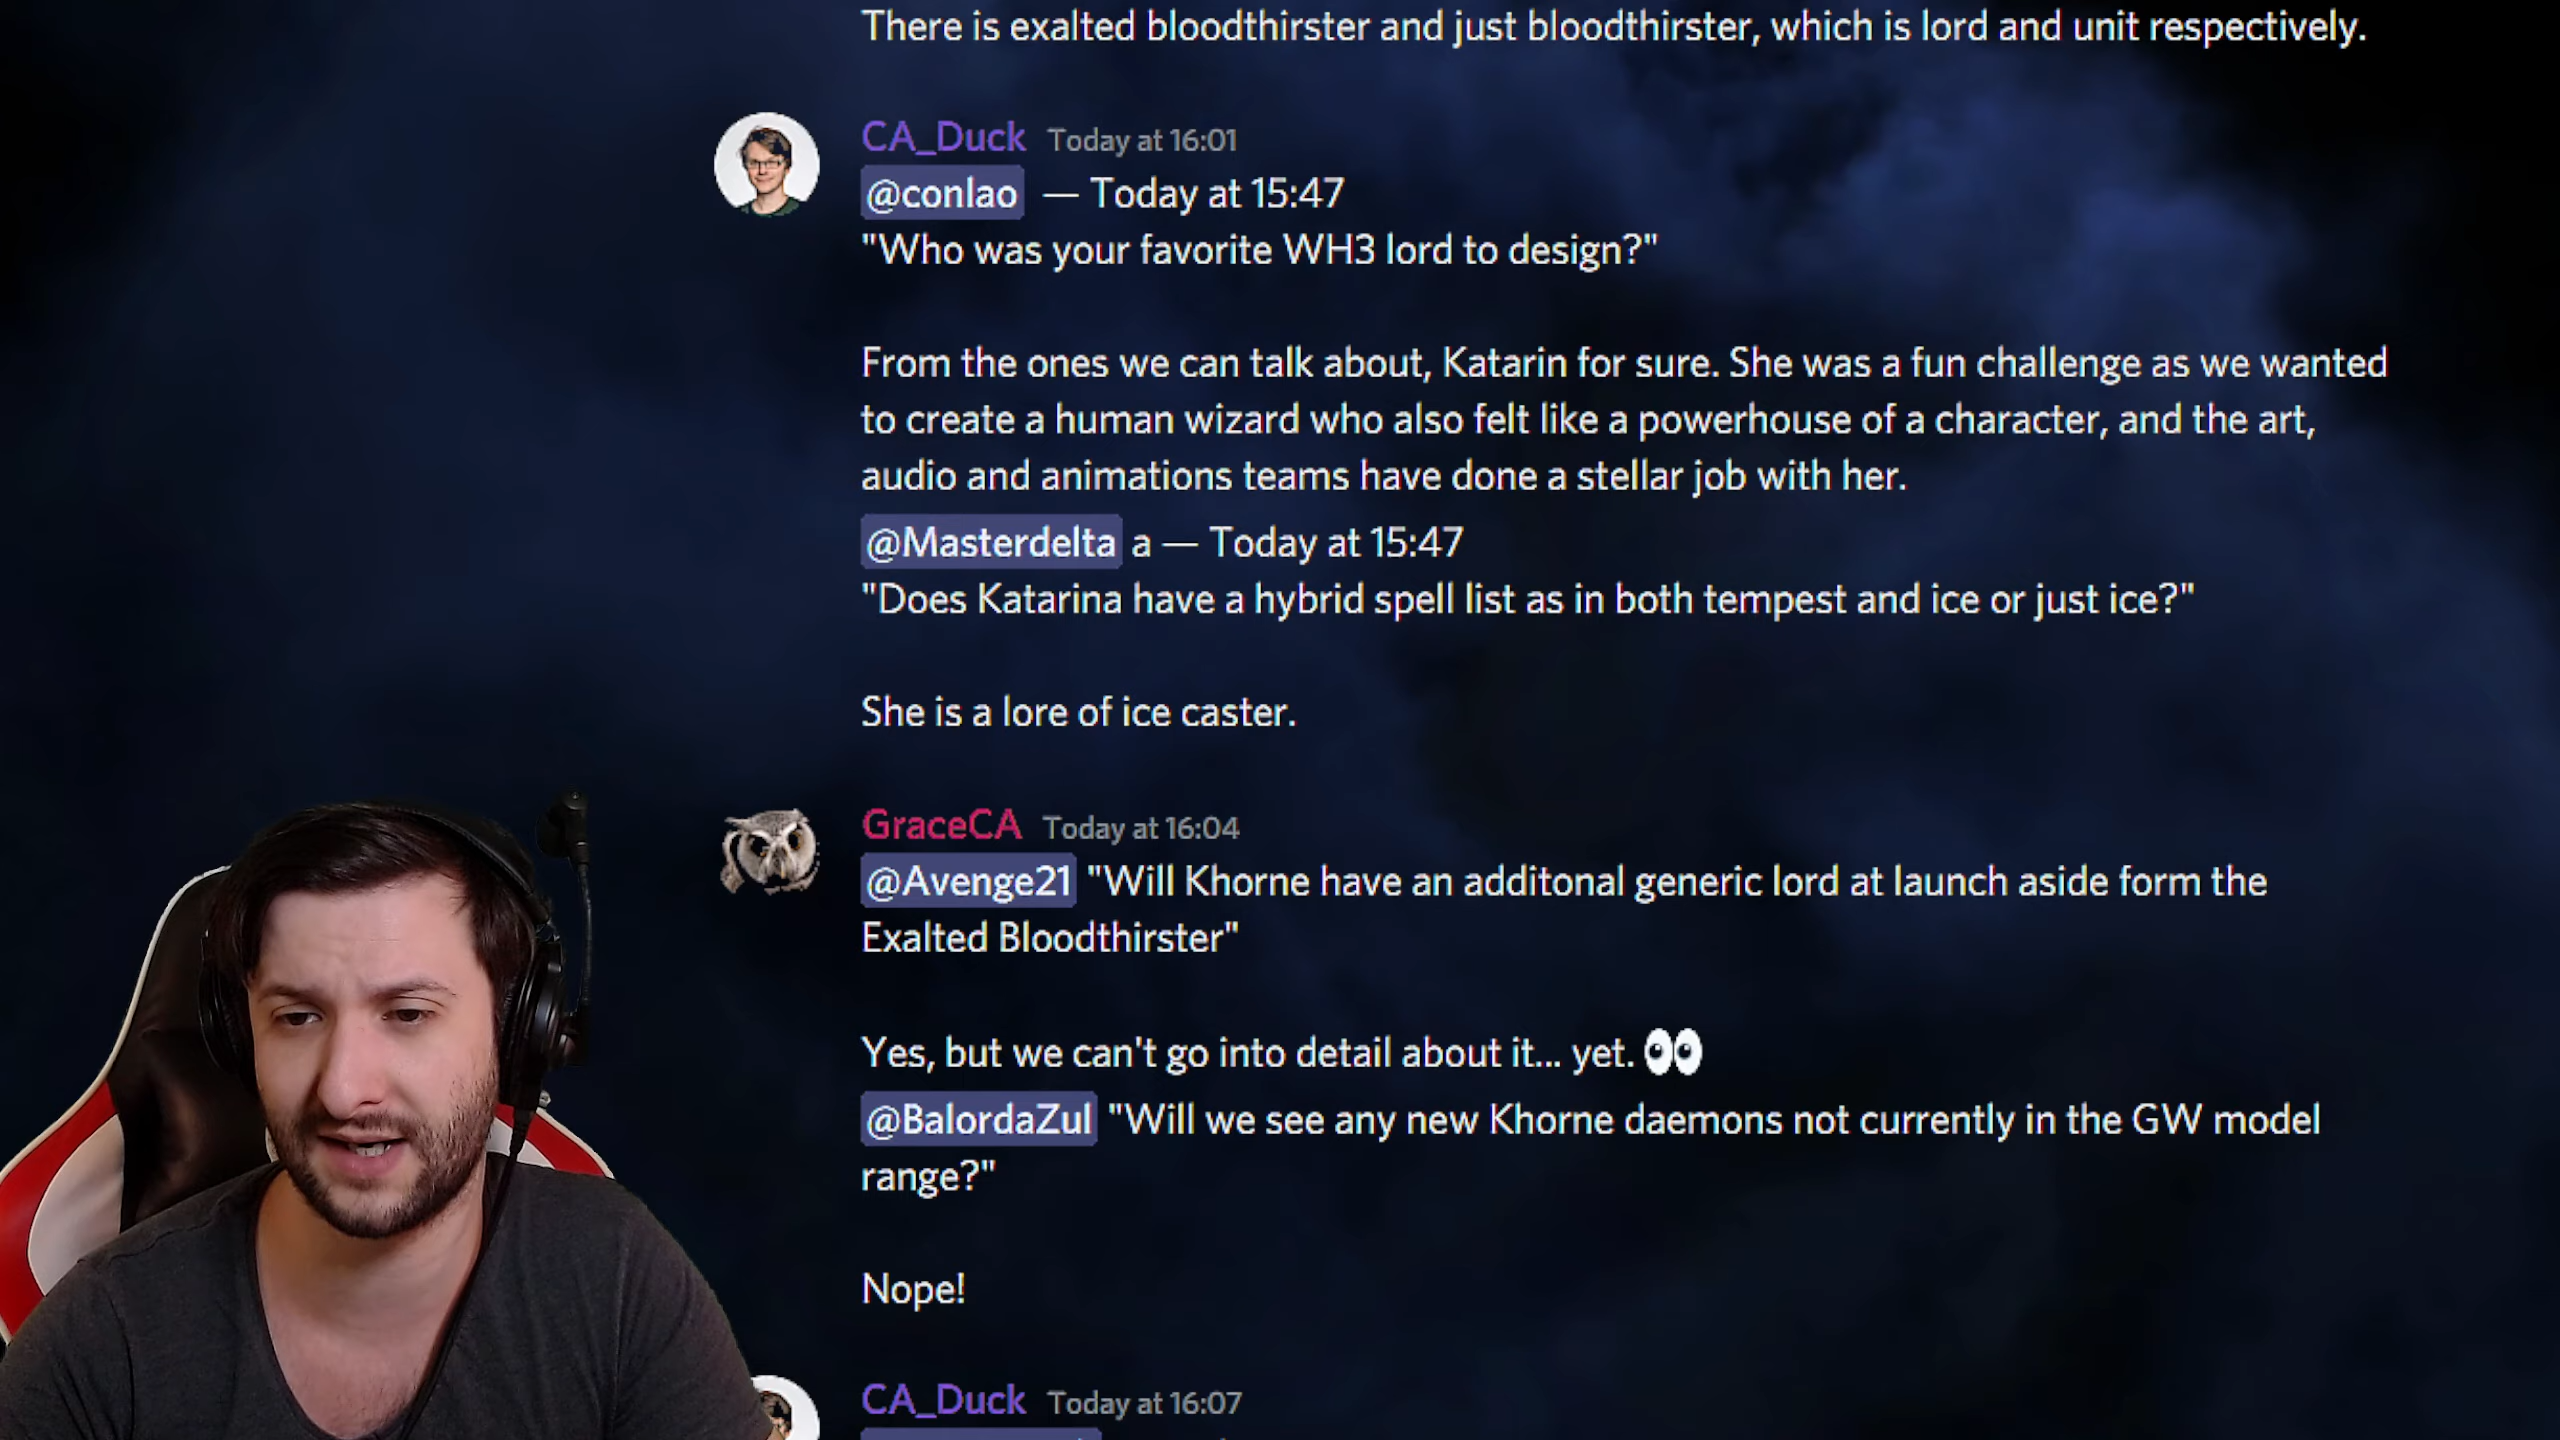 There is exalted bloodthirster and just bloodthirster, which is lord and unit respectively.
CA_Duck Today at 16:01
@conlao — Today at 15:47
"Who was your favorite WH3 lord to design?"
From the ones we can talk about, Katarin for sure. She was a fun challenge as we wanted
to create a human wizard who also felt like a powerhouse of a character, and the art,
audio and animations teams have done a stellar job with her.
@Masterdelta a — Today at 15:47
"Does Katarina have a hybrid spell list as in both tempest and ice or just ice?"
She is a lore of ice caster.
GraceCA Today at 16:04
@Avenge21 "Will Khorne have an additonal generic lord at launch aside form the
Exalted Bloodthirster"
Yes, but we can't go into detail about it... yet. 👀
@BalordaZul "Will we see any new Khorne daemons not currently in the GW model
range?"
Nope!
CA_Duck Today at 16:07